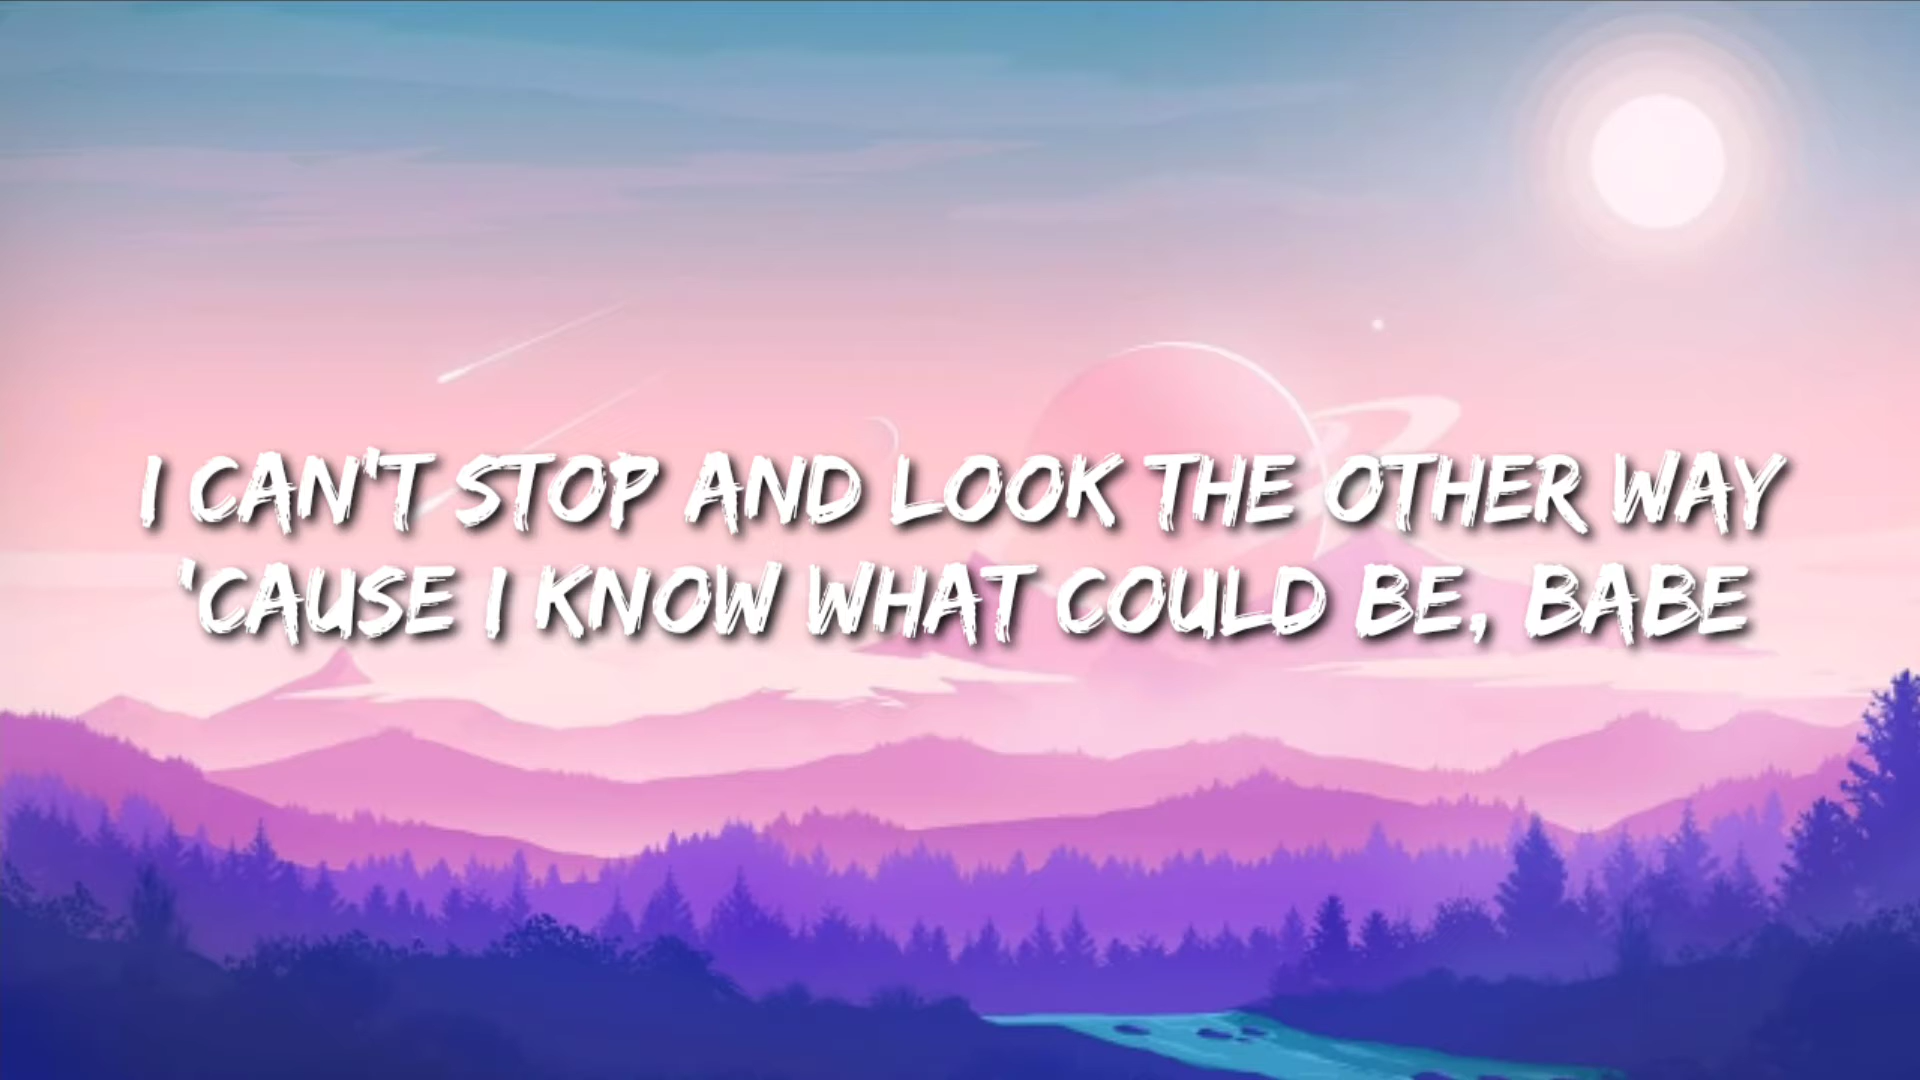 I CAN'T STOP AND LOOK THE OTHER WAY
'CAUSE I KNOW WHAT COULD BE, BABE